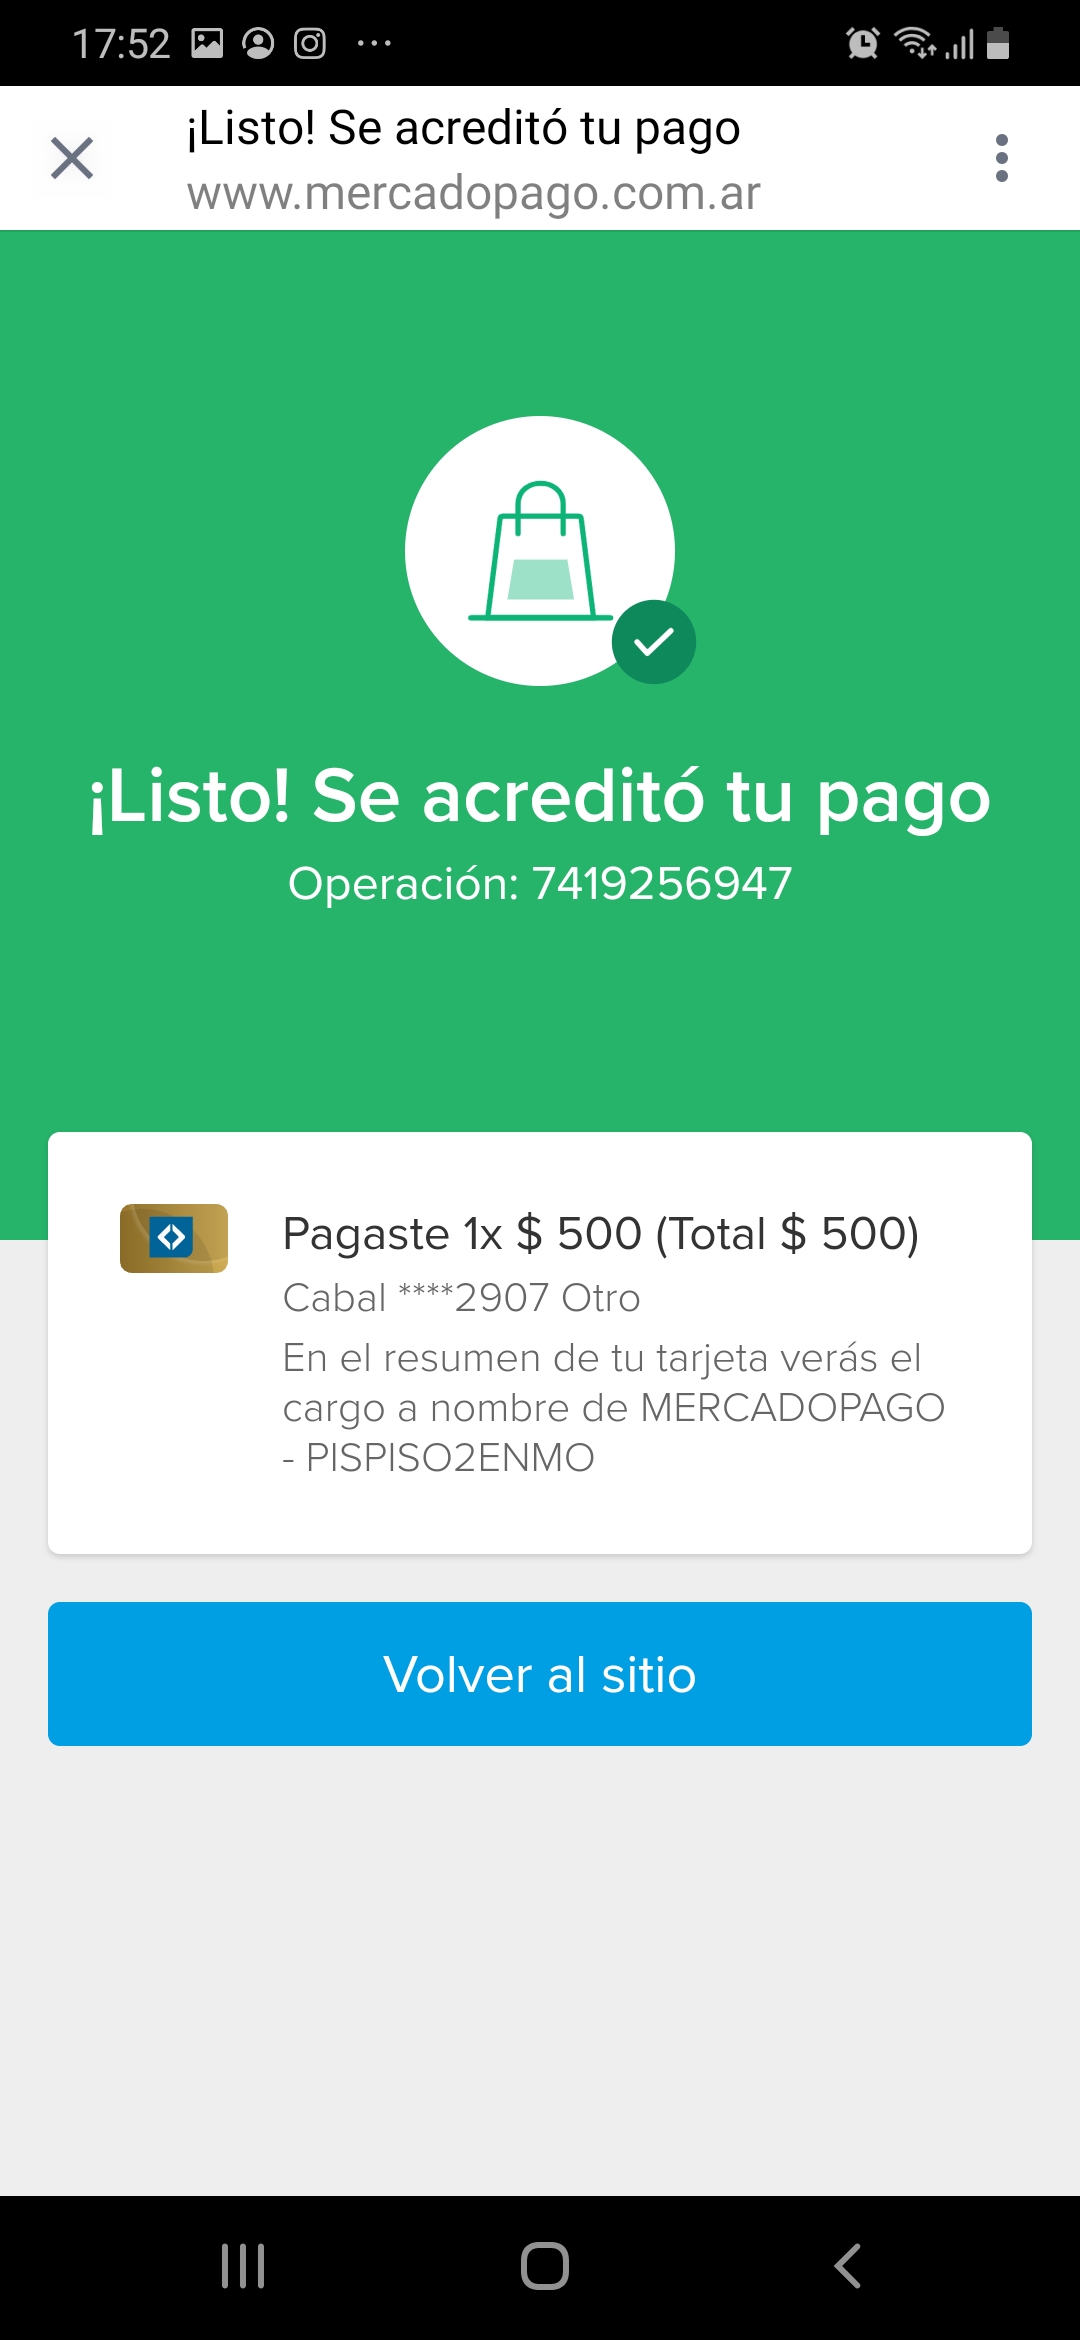 17:52
¡Listo! Se acreditó tu pago
www.mercadopago.com.ar
¡Listo! Se acreditó tu pago
Operación: 7419256947
Pagaste 1x $ 500 (Total $ 500)
Cabal ****2907 Otro
En el resumen de tu tarjeta verás el
cargo a nombre de MERCADOPAGO
- PISPISO2ENMO
Volver al sitio